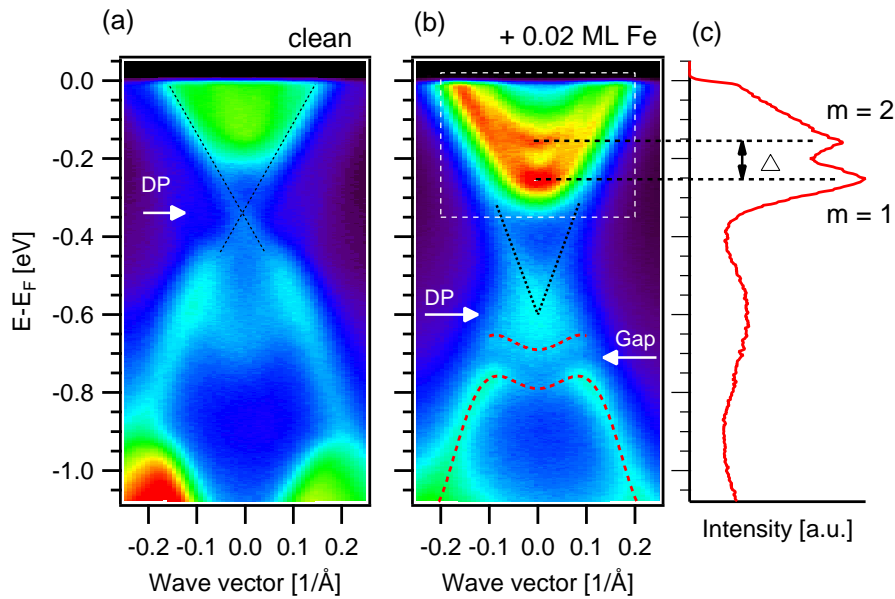 (a)
clean
(b)
+ 0.02 ML Fe
(c)
0.0
-0.2
-0.4
-0.6
-0.8
-1.0
E-E_F [eV]
DP
DP
Gap
m = 2
△
m = 1
-0.2 -0.1 0.0 0.1 0.2
Wave vector [1/Å]
-0.2 -0.1 0.0 0.1 0.2
Wave vector [1/Å]
Intensity [a.u.]